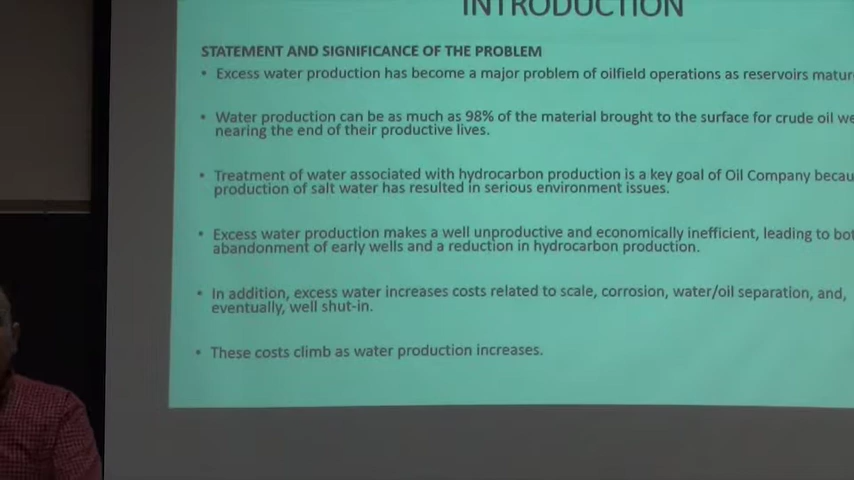 INTRODUCTION
STATEMENT AND SIGNIFICANCE OF THE PROBLEM
• Excess water production has become a major problem of oilfield operations as reservoirs
• Water production can be as much as 98% of the material brought to the surface for crude oil
nearing the end of their productive lives.
• Treatment of water associated with hydrocarbon production is a key goal of Oil Company
production of salt water has resulted in serious environment issues.
• Excess water production makes a well unproductive and economically inefficient, leading to
abandonment of early wells and a reduction in hydrocarbon production.
• In addition, excess water increases costs related to scale, corrosion, water/oil separation, and,
eventually, well shut-in.
• These costs climb as water production increases.